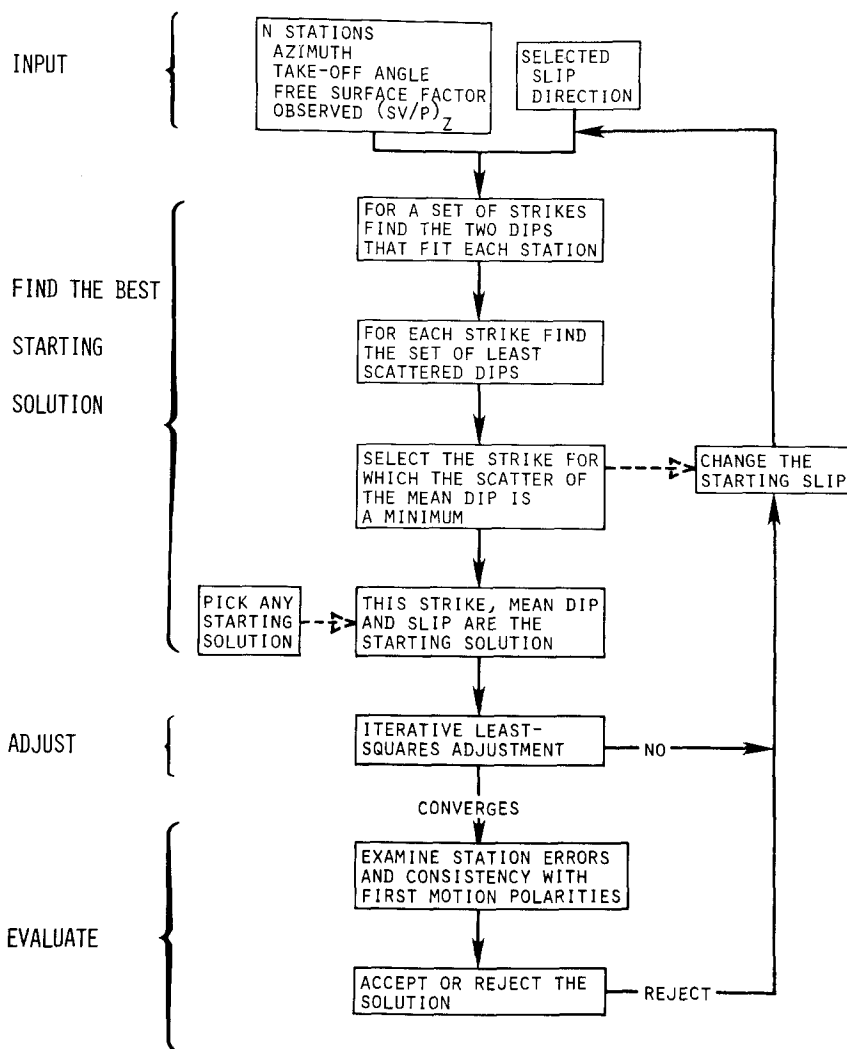 INPUT
N STATIONS
AZIMUTH
TAKE-OFF ANGLE
FREE SURFACE FACTOR
OBSERVED (SV/P)Z
SELECTED
SLIP
DIRECTION
FIND THE BEST
STARTING
SOLUTION
FOR A SET OF STRIKES
FIND THE TWO DIPS
THAT FIT EACH STATION
FOR EACH STRIKE FIND
THE SET OF LEAST
SCATTERED DIPS
SELECT THE STRIKE FOR
WHICH THE SCATTER OF
THE MEAN DIP IS
A MINIMUM
CHANGE THE
STARTING SLIP
PICK ANY
STARTING
SOLUTION
THIS STRIKE, MEAN DIP
AND SLIP ARE THE
STARTING SOLUTION
ADJUST
ITERATIVE LEAST-
SQUARES ADJUSTMENT
NO
CONVERGES
EVALUATE
EXAMINE STATION ERRORS
AND CONSISTENCY WITH
FIRST MOTION POLARITIES
ACCEPT OR REJECT THE
SOLUTION
REJECT